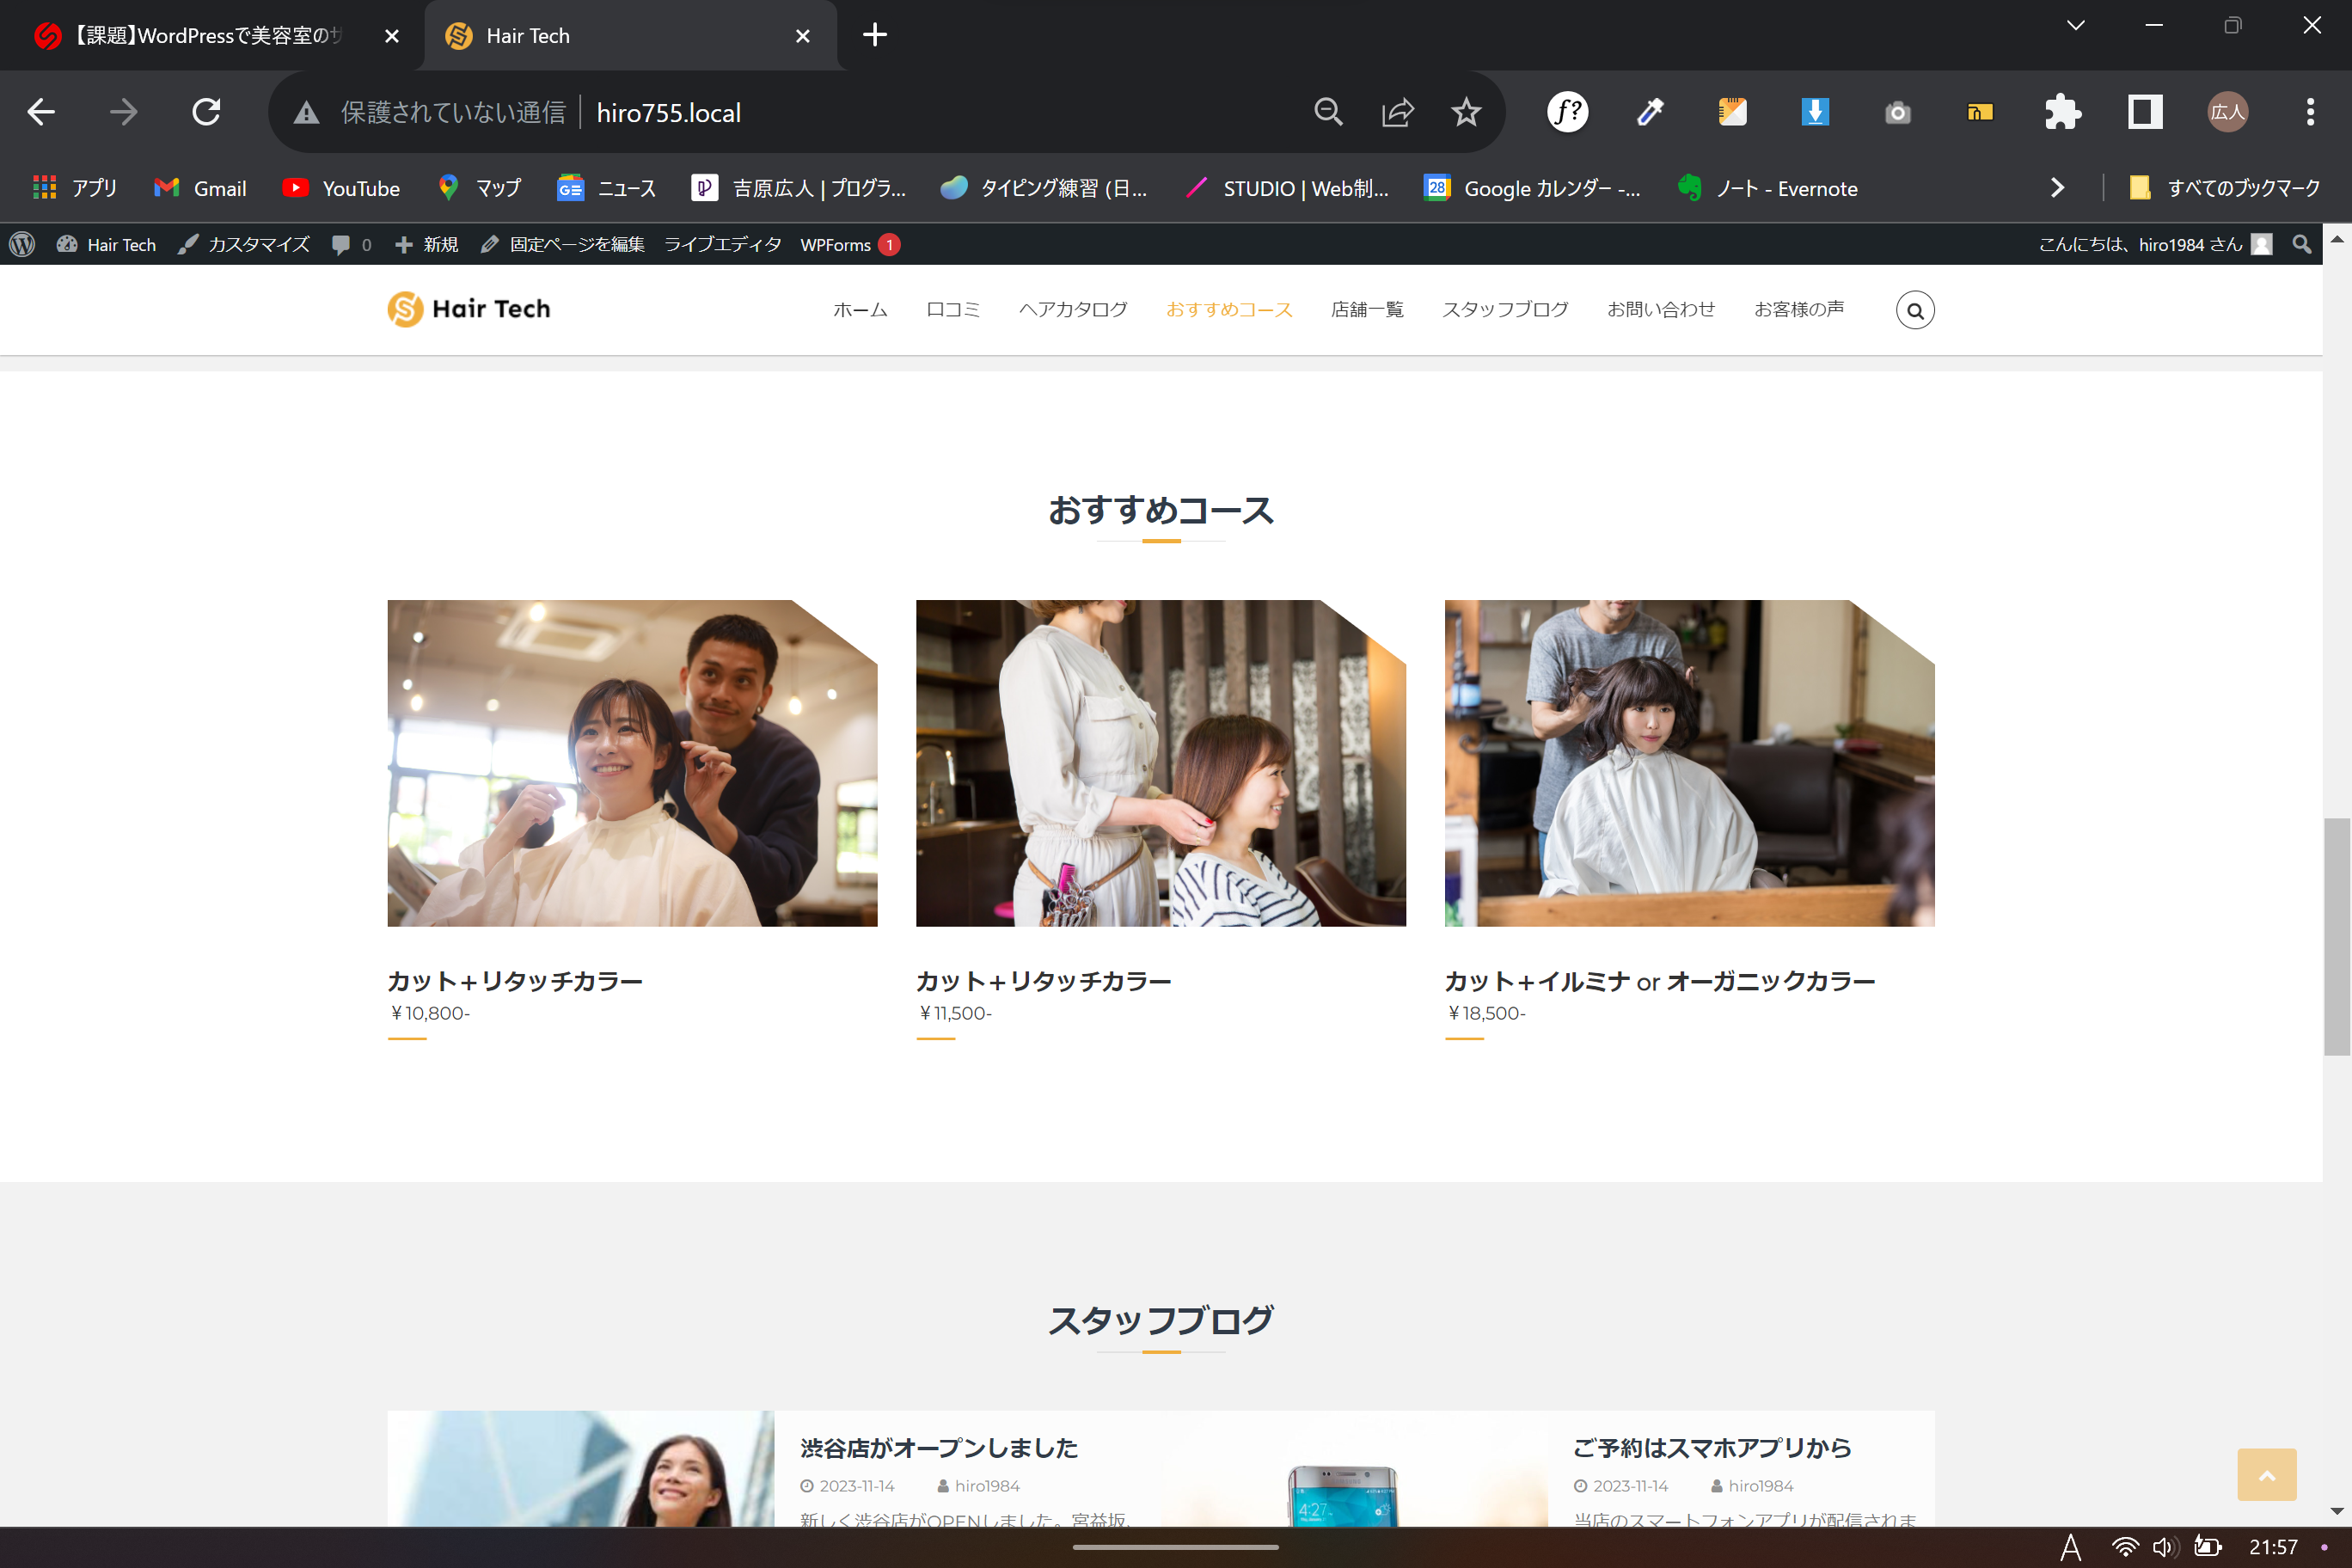 【課題】WordPressで美容室のサ
Hair Tech
保護されていない通信 hiro755.local
f?
広人
アプリ Gmail YouTube マップ ニュース 吉原広人 | プログラ... タイピング練習 (日... STUDIO | Web制... 28 Google カレンダー -... ノート - Evernote すべてのブックマーク
Hair Tech カスタマイズ 0 新規 固定ページを編集 ライブエディタ WPForms 1 こんにちは、hiro1984 さん
Hair Tech ホーム 口コミ ヘアカタログ おすすめコース 店舗一覧 スタッフブログ お問い合わせ お客様の声
おすすめコース
カット＋リタッチカラー
￥10,800-
カット＋リタッチカラー
￥11,500-
カット＋イルミナ or オーガニックカラー
￥18,500-
スタッフブログ
渋谷店がオープンしました
2023-11-14 hiro1984
新しく渋谷店がOPENしました。宮益坂、
4:27
ご予約はスマホアプリから
2023-11-14 hiro1984
当店のスマートフォンアプリが配信されま
A 21:57